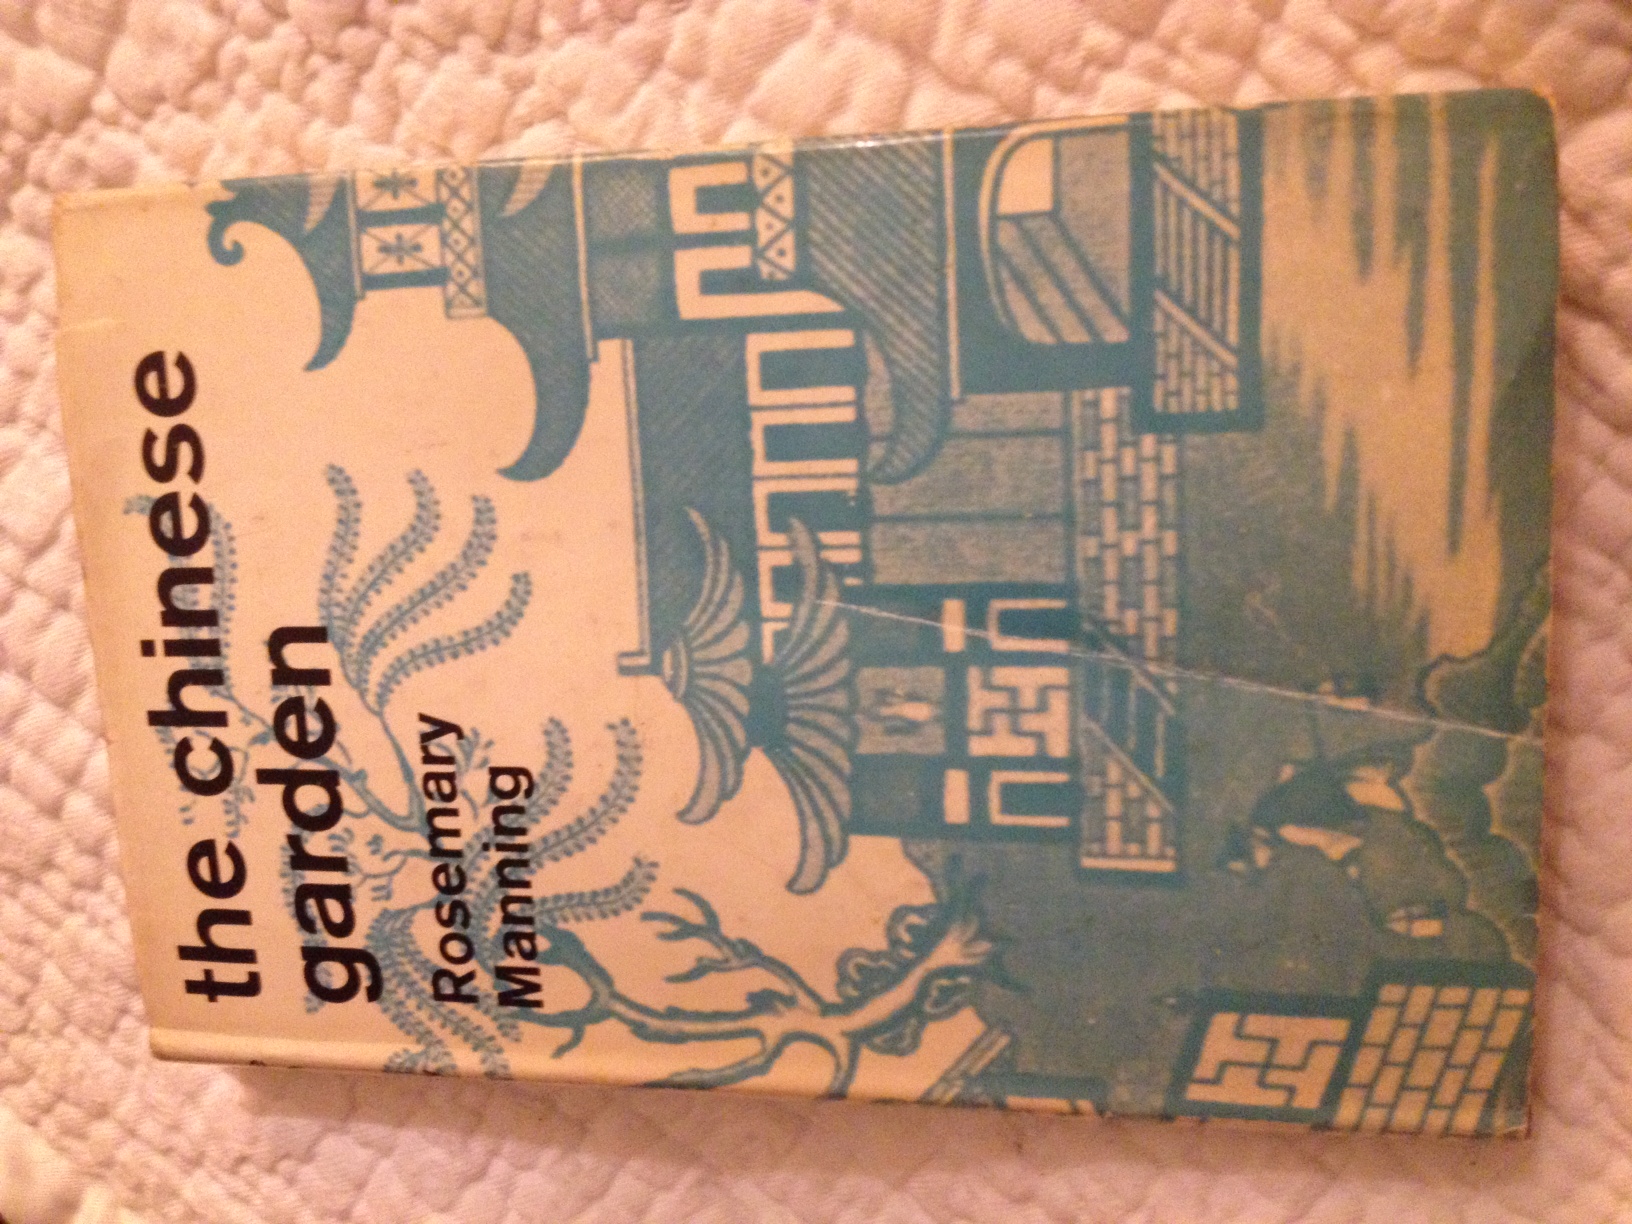 the chinese
garden
Rosemary
Manning